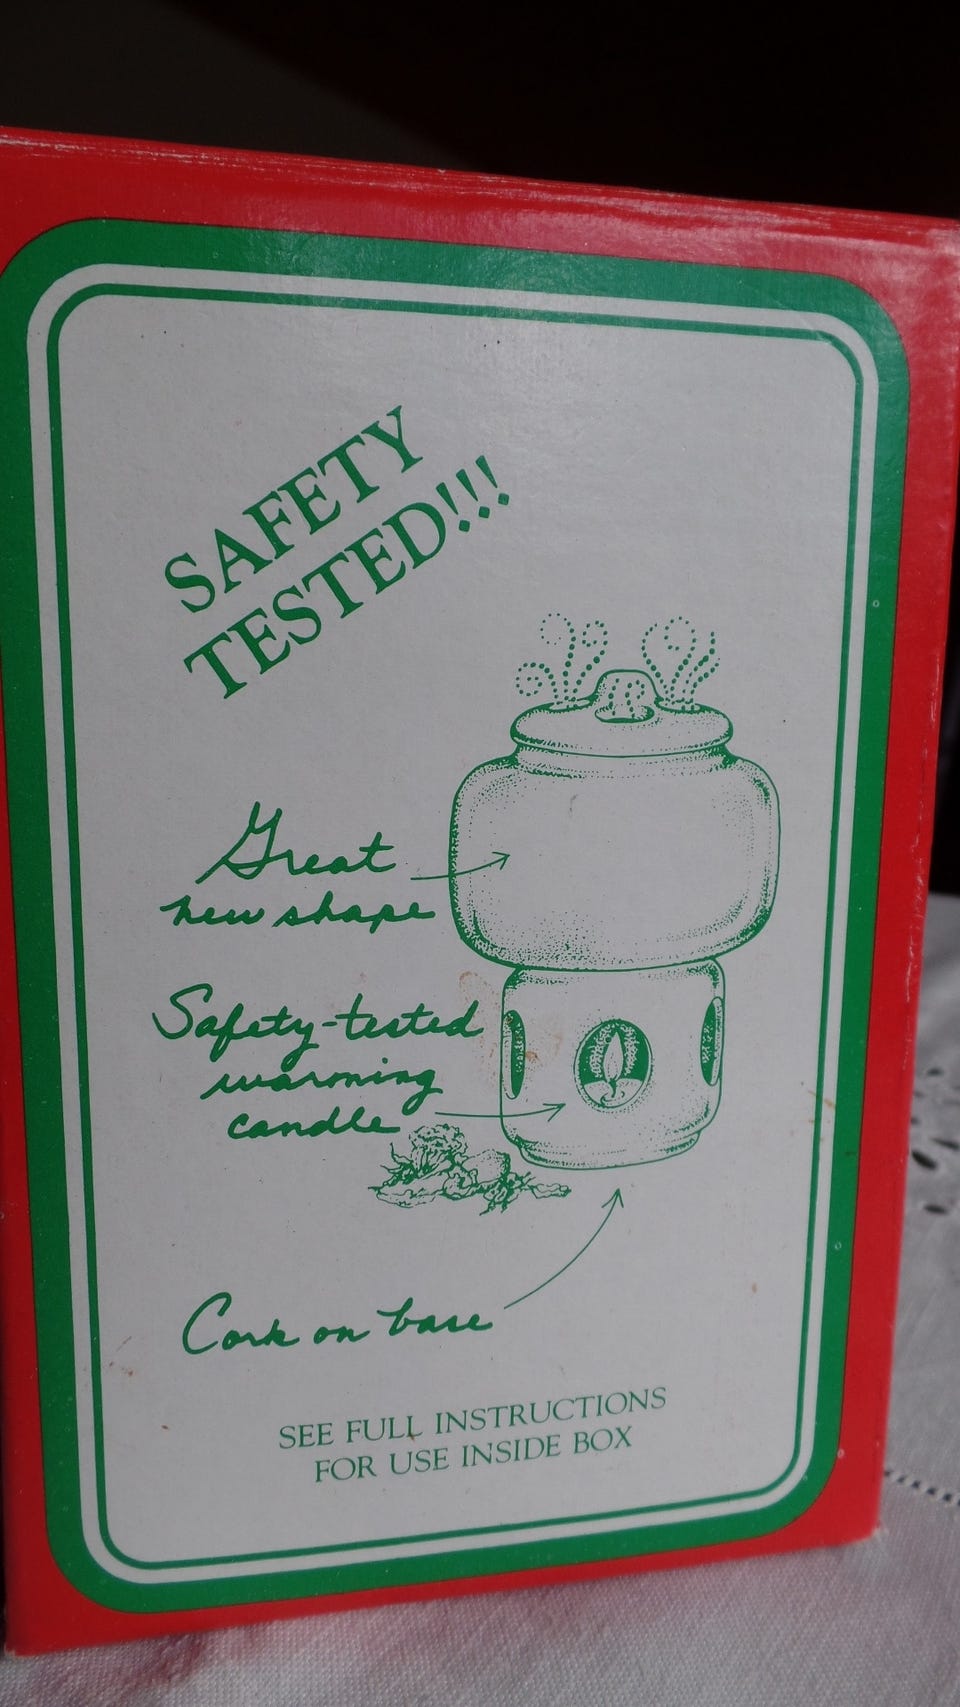 SAFETY
TESTED!!!
Great
new shape
Safety-tested
warming
candle
Cork on base
SEE FULL INSTRUCTIONS
FOR USE INSIDE BOX